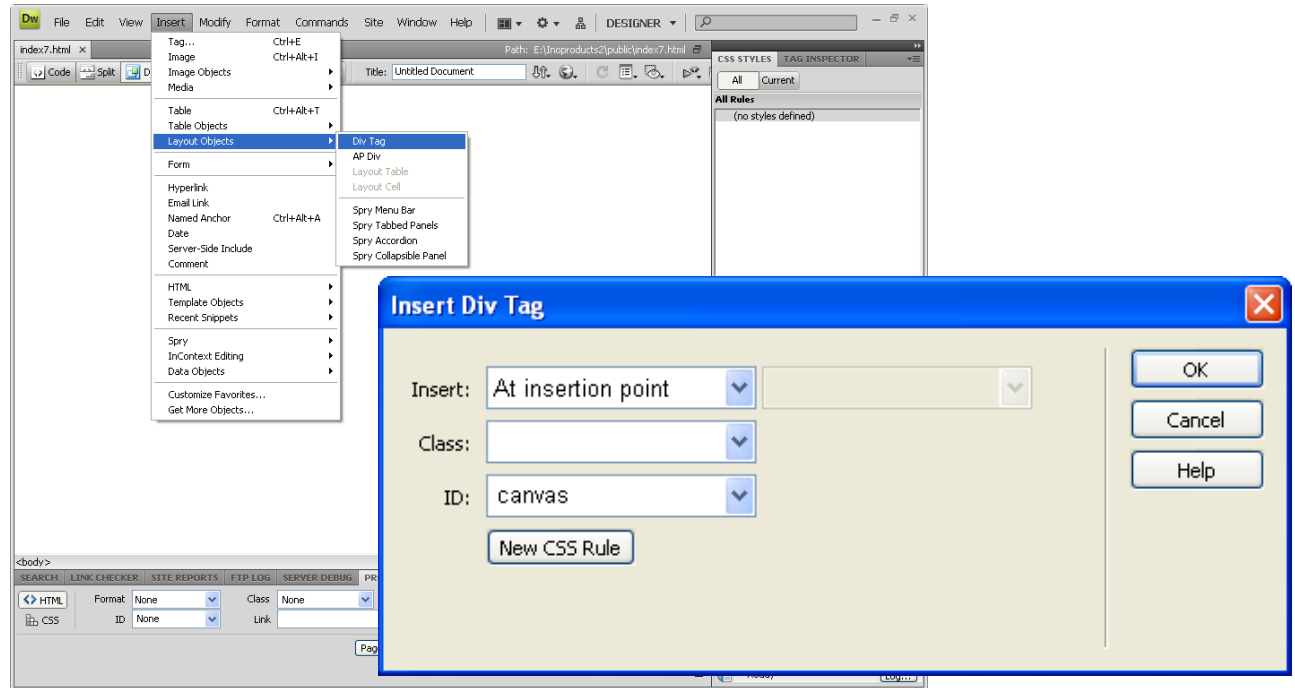 Dw File Edit View Insert Modify Format Commands Site Window Help DESIGNER
index7.html × Path: E:\Inoproducts2\public\index7.html
Code Split D Title: Untitled Document
Tag... Ctrl+E
Image Ctrl+Alt+I
Image Objects
Media
Table Ctrl+Alt+T
Table Objects
Layout Objects
Form
Hyperlink
Email Link
Named Anchor Ctrl+Alt+A
Date
Server-Side Include
Comment
HTML
Template Objects
Recent Snippets
Spry
InContext Editing
Data Objects
Customize Favorites...
Get More Objects...
Div Tag
AP Div
Layout Table
Layout Cell
Spry Menu Bar
Spry Tabbed Panels
Spry Accordion
Spry Collapsible Panel
CSS STYLES TAG INSPECTOR
All Current
All Rules
(no styles defined)
Insert Div Tag
Insert: At insertion point
Class:
ID: canvas
New CSS Rule
OK
Cancel
Help
<body>
SEARCH LINK CHECKER SITE REPORTS FTP LOG SERVER DEBUG PR
HTML Format None Class None
CSS ID None Link
Pag